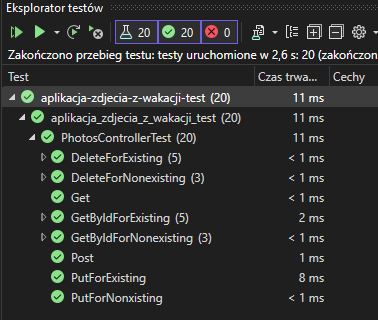 Eksplorator testów
20 20 0
Zakończono przebieg testu: testy uruchomione w 2,6 s: 20 (zakończon
Test Czas trwa... Cechy
aplikacja-zdjecia-z-wakacji-test (20) 11 ms
aplikacja_zdjecia_z_wakacji_test (20) 11 ms
PhotosControllerTest (20) 11 ms
DeleteForExisting (5) < 1 ms
DeleteForNonexisting (3) < 1 ms
Get < 1 ms
GetByIdForExisting (5) 2 ms
GetByIdForNonexisting (3) < 1 ms
Post 1 ms
PutForExisting 8 ms
PutForNonxisting < 1 ms